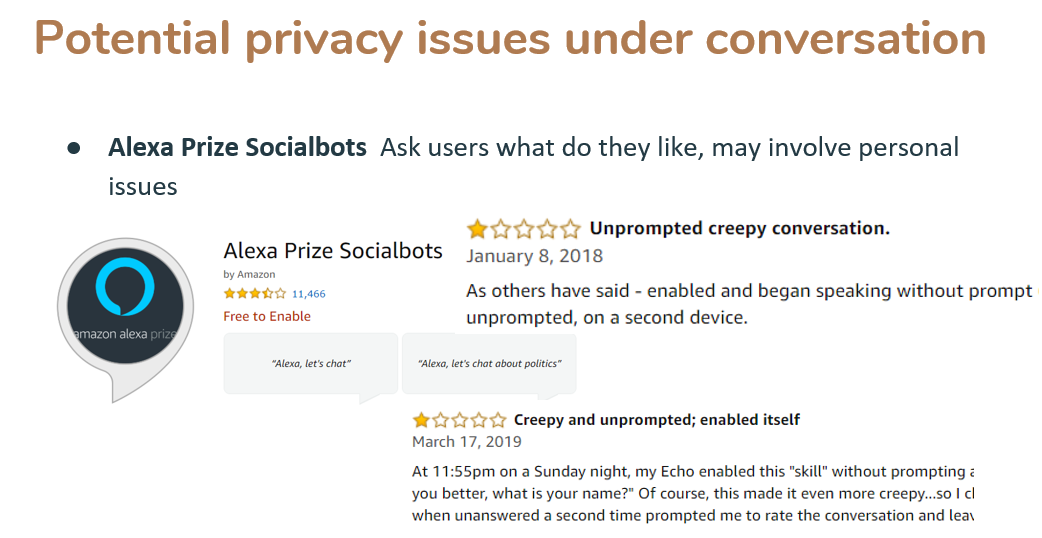 Potential privacy issues under conversation
● Alexa Prize Socialbots Ask users what do they like, may involve personal
issues
amazon alexa prize
Alexa Prize Socialbots
by Amazon
11,466
Free to Enable
“Alexa, let's chat”
“Alexa, let's chat about politics”
Unprompted creepy conversation.
January 8, 2018
As others have said - enabled and began speaking without prompt
unprompted, on a second device.
Creepy and unprompted; enabled itself
March 17, 2019
At 11:55pm on a Sunday night, my Echo enabled this "skill" without prompting
you better, what is your name?" Of course, this made it even more creepy...so I
when unanswered a second time prompted me to rate the conversation and